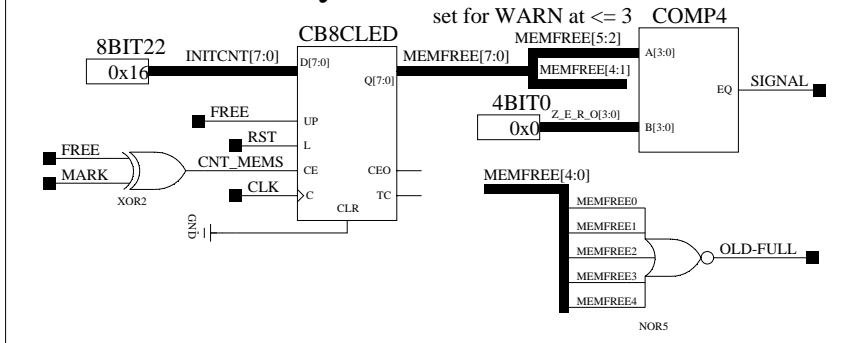 set for WARN at <= 3
COMP4
CB8CLED
8BIT22
0x16
INITCNT[7:0]
D[7:0]
Q[7:0]
MEMFREE[7:0]
MEMFREE[5:2]
MEMFREE[4:1]
A[3:0]
EQ
SIGNAL
4BIT0
0x0
Z_E_R_O[3:0]
B[3:0]
FREE
UP
RST
L
FREE
MARK
XOR2
CNT_MEMS
CE
CEO
CLK
C
TC
CLR
GND
MEMFREE[4:0]
MEMFREE0
MEMFREE1
MEMFREE2
MEMFREE3
MEMFREE4
OLD-FULL
NOR5